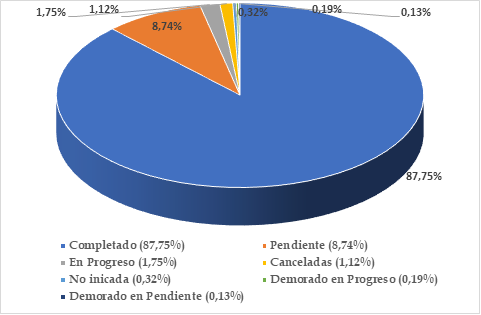 1,75%
1,12%
8,74%
0,32%
0,19%
0,13%
87,75%
Completado (87,75%)
Pendiente (8,74%)
En Progreso (1,75%)
Canceladas (1,12%)
No inicada (0,32%)
Demorado en Progreso (0,19%)
Demorado en Pendiente (0,13%)